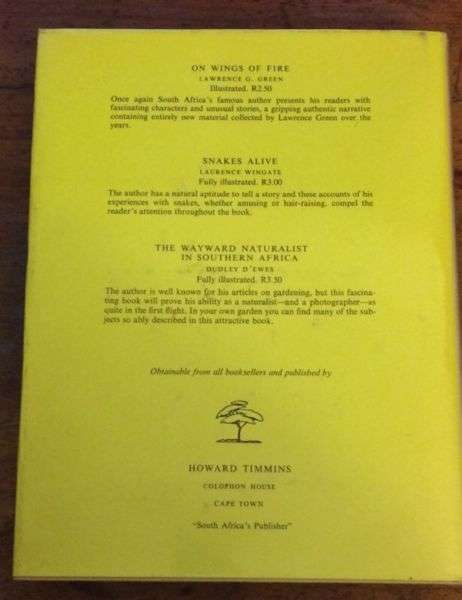 ON WINGS OF FIRE
LAWRENCE G. GREEN
Illustrated. R2.50
Once again South Africa's famous author presents his readers with
fascinating characters and unusual stories, a gripping authentic narrative
containing entirely new material collected by Lawrence Green over the
years.
SNAKES ALIVE
LAURENCE WINGATE
Fully illustrated. R3.00
The author has a natural aptitude to tell a story and these accounts of his
experiences with snakes, whether amusing or hair-raising, compel the
reader's attention throughout the book.
THE WAYWARD NATURALIST
IN SOUTHERN AFRICA
DUDLEY D'EWES
Fully illustrated. R3.50
The author is well known for his articles on gardening, but this fascina-
ting book will prove his ability as a naturalist—and a photographer—as
quite in the first flight. In your own garden you can find many of the sub-
jects so ably described in this attractive book.
Obtainable from all booksellers and published by
HOWARD TIMMINS
COLOPHON HOUSE
CAPE TOWN
"South Africa's Publisher"